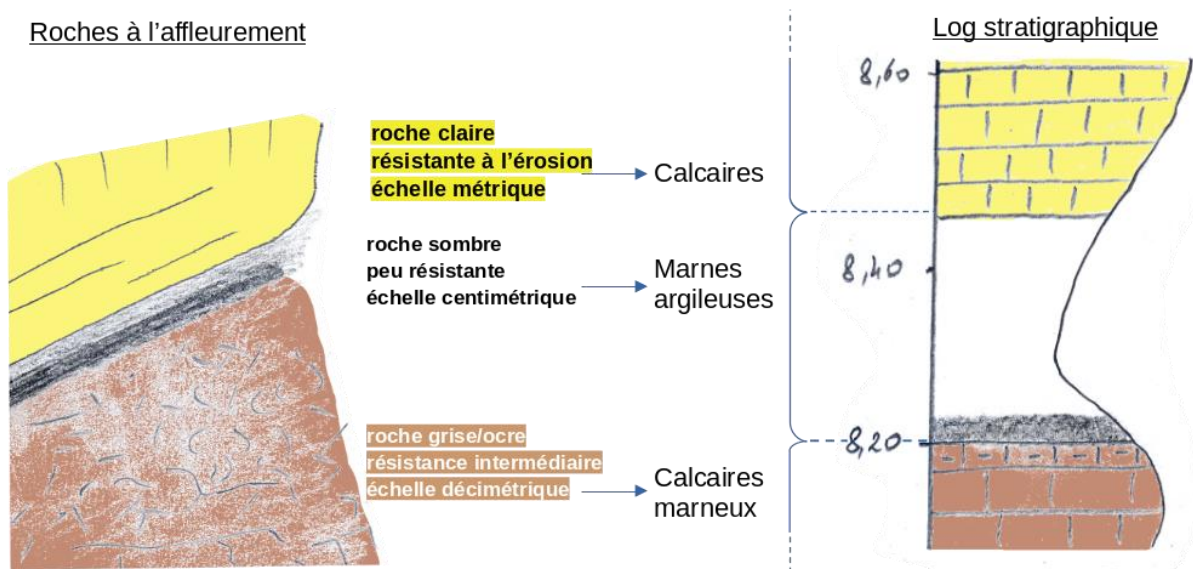 Roches à l’affleurement
Log stratigraphique
roche claire
résistante à l’érosion
échelle métrique
Calcaires
roche sombre
peu résistante
échelle centimétrique
Marnes
argileuses
roche grise/ocre
résistance intermédiaire
échelle décimétrique
Calcaires
marneux
8,60
8,40
8,20